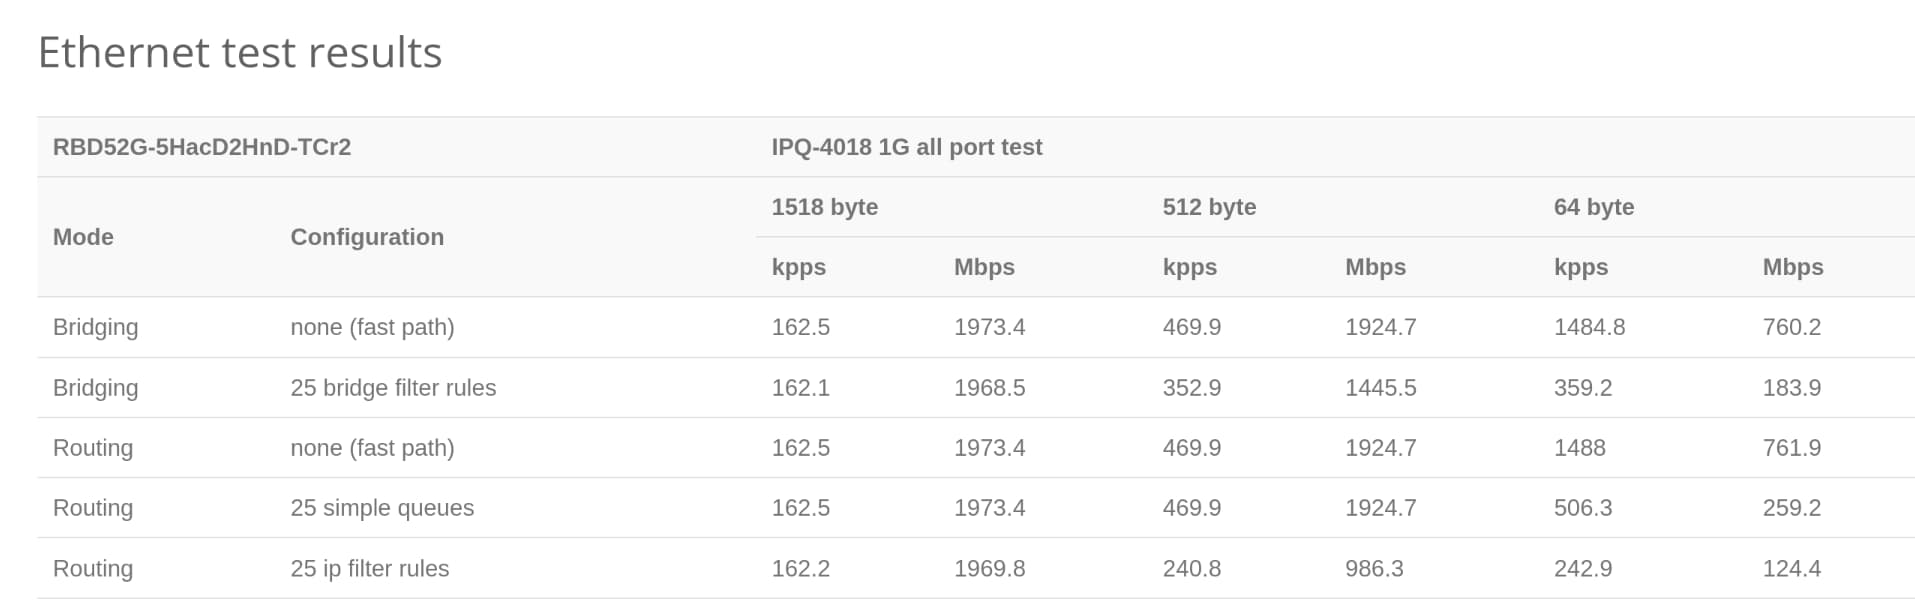 Ethernet test results
RBD52G-5HacD2HnD-TCr2 IPQ-4018 1G all port test
Mode Configuration 1518 byte 512 byte 64 byte
kpps Mbps kpps Mbps kpps Mbps
Bridging none (fast path) 162.5 1973.4 469.9 1924.7 1484.8 760.2
Bridging 25 bridge filter rules 162.1 1968.5 352.9 1445.5 359.2 183.9
Routing none (fast path) 162.5 1973.4 469.9 1924.7 1488 761.9
Routing 25 simple queues 162.5 1973.4 469.9 1924.7 506.3 259.2
Routing 25 ip filter rules 162.2 1969.8 240.8 986.3 242.9 124.4